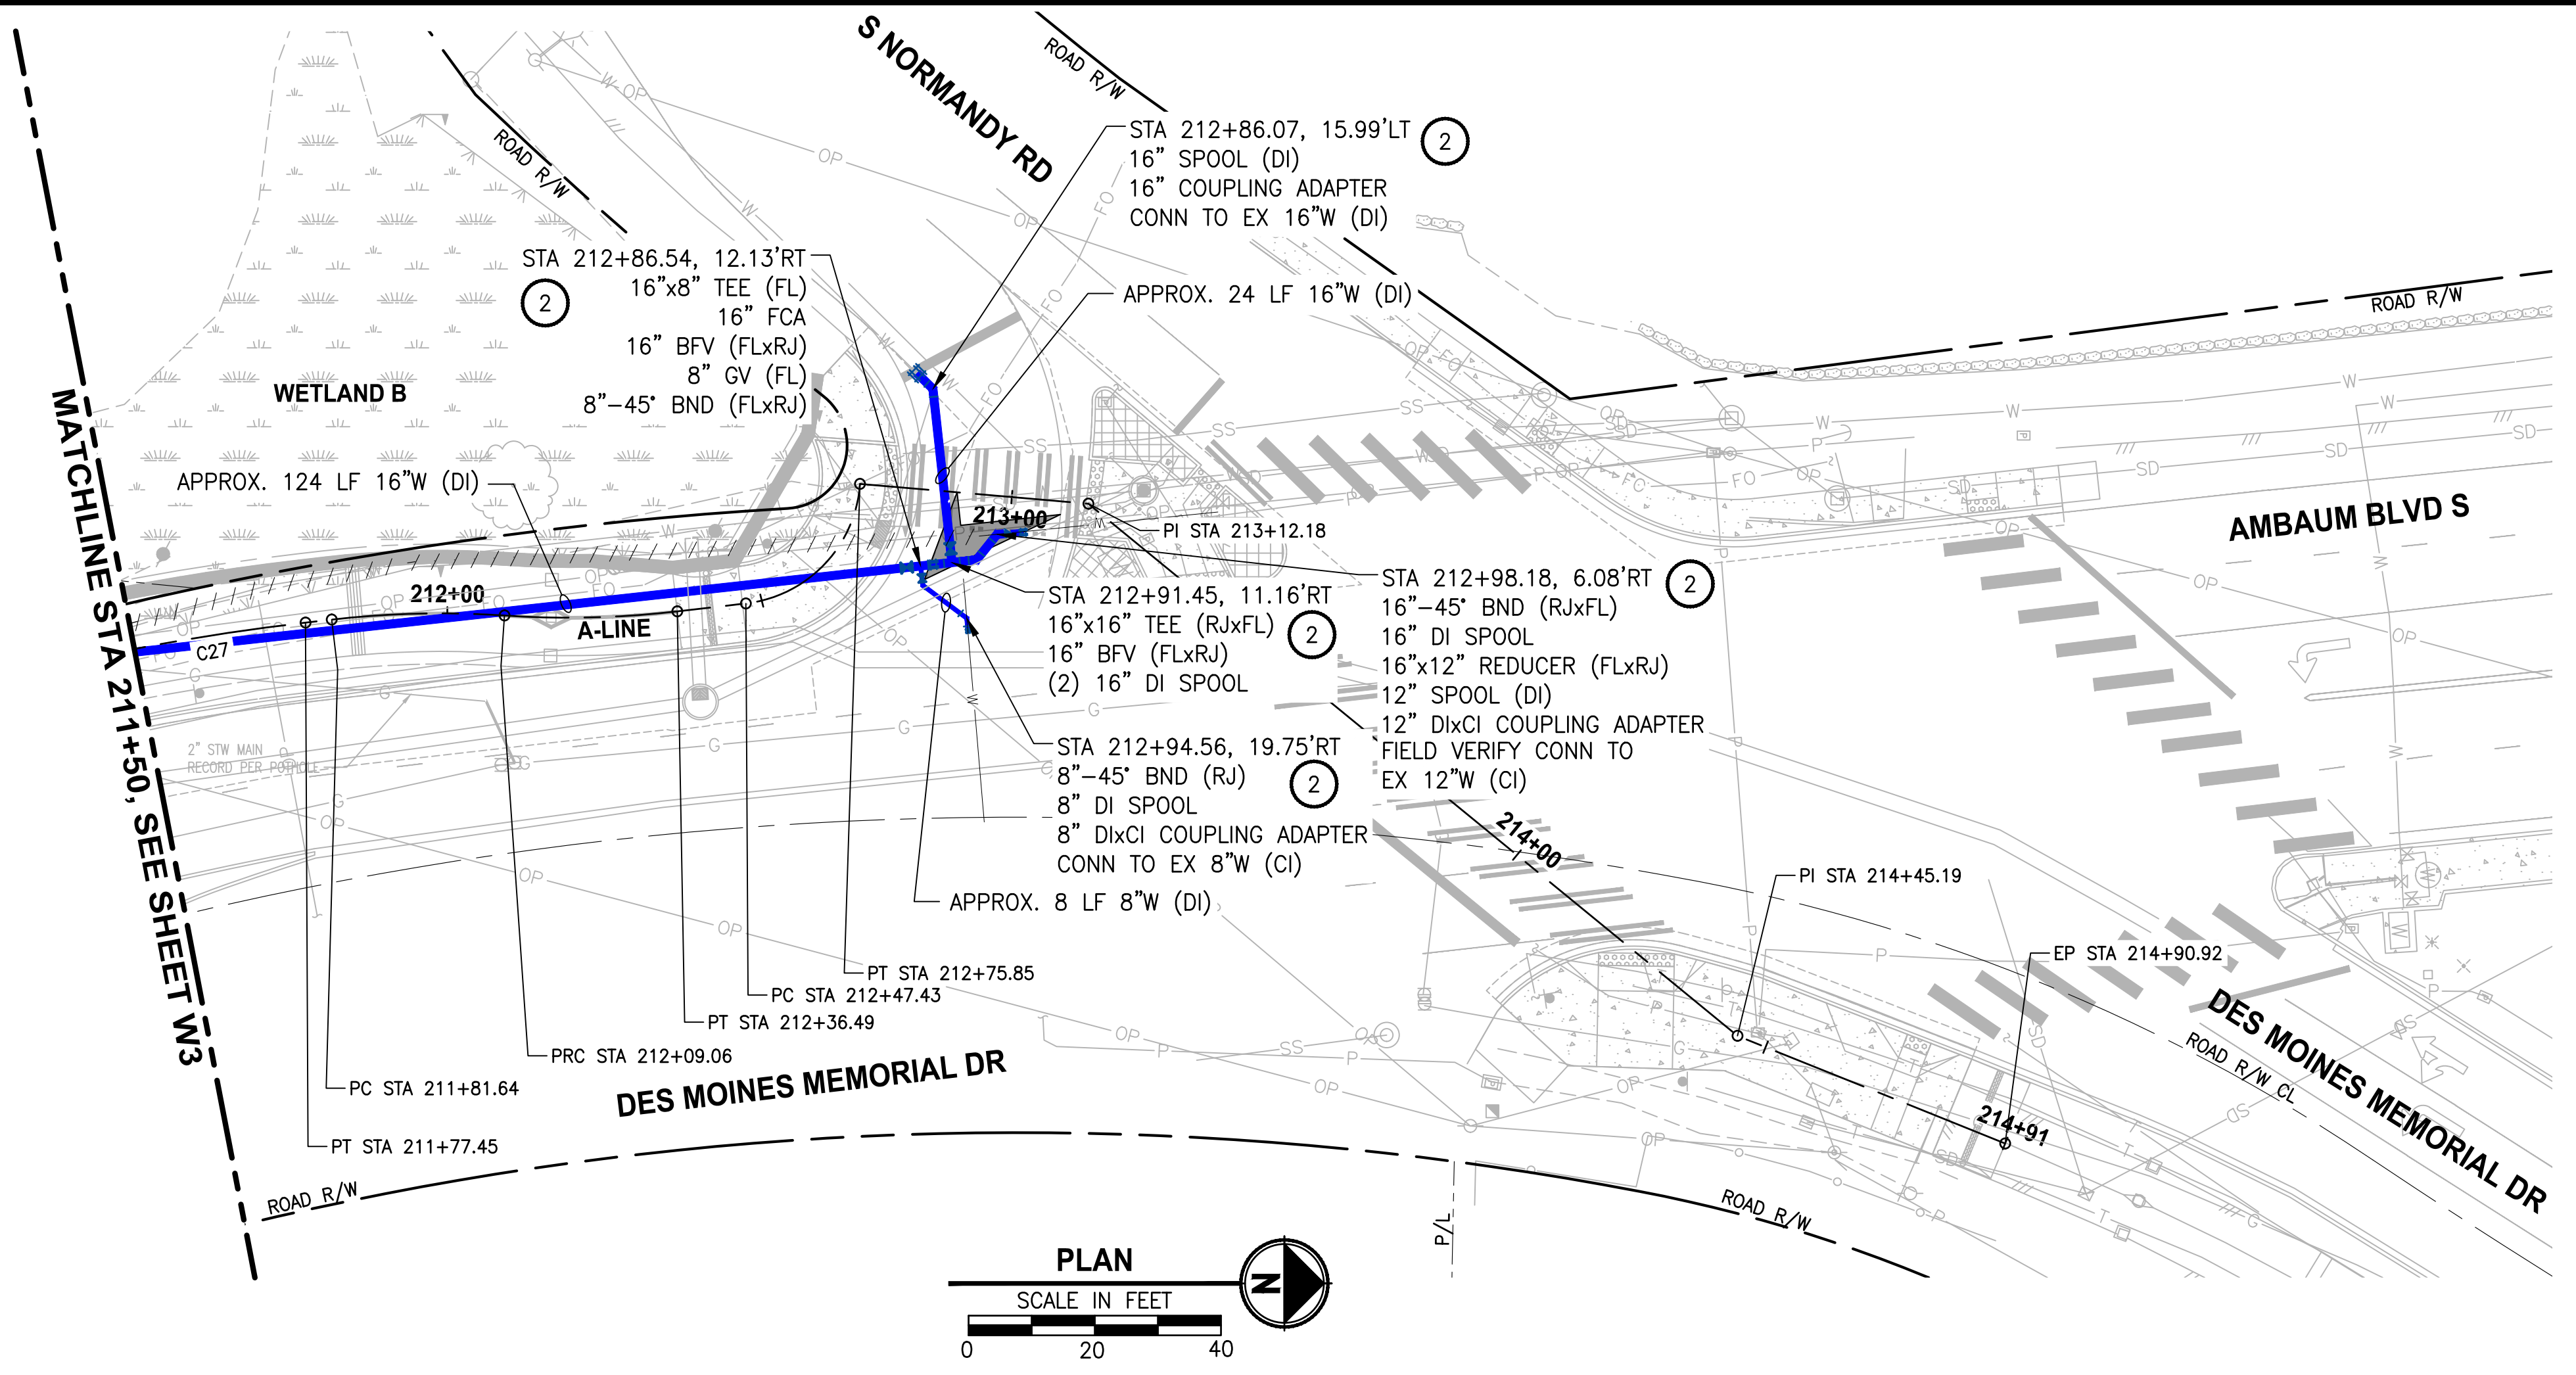 S NORMANDY RD
ROAD R/W
ROAD R/W
STA 212+86.07, 15.99'LT
16" SPOOL (DI)
16" COUPLING ADAPTER
CONN TO EX 16"W (DI)
2
STA 212+86.54, 12.13'RT
16"x8" TEE (FL)
16" FCA
16" BFV (FLxRJ)
8" GV (FL)
8"-45° BND (FLxRJ)
2
APPROX. 24 LF 16"W (DI)
ROAD R/W
WETLAND B
APPROX. 124 LF 16"W (DI)
MATCHLINE STA 211+50, SEE SHEET W3
212+00
A-LINE
C27
213+00
PI STA 213+12.18
AMBAUM BLVD S
STA 212+91.45, 11.16'RT
16"x16" TEE (RJxFL)
16" BFV (FLxRJ)
(2) 16" DI SPOOL
2
STA 212+98.18, 6.08'RT
16"-45° BND (RJxFL)
16" DI SPOOL
16"x12" REDUCER (FLxRJ)
12" SPOOL (DI)
12" DIxCI COUPLING ADAPTER
FIELD VERIFY CONN TO
EX 12"W (CI)
2
STA 212+94.56, 19.75'RT
8"-45° BND (RJ)
8" DI SPOOL
8" DIxCI COUPLING ADAPTER
CONN TO EX 8"W (CI)
2
APPROX. 8 LF 8"W (DI)
2" STW MAIN
RECORD PER POTHOLE
214+00
PI STA 214+45.19
EP STA 214+90.92
214+91
PT STA 212+75.85
PC STA 212+47.43
PT STA 212+36.49
PRC STA 212+09.06
PC STA 211+81.64
PT STA 211+77.45
DES MOINES MEMORIAL DR
DES MOINES MEMORIAL DR
ROAD R/W CL
ROAD R/W
ROAD R/W
P/L
PLAN
SCALE IN FEET
0 20 40
N